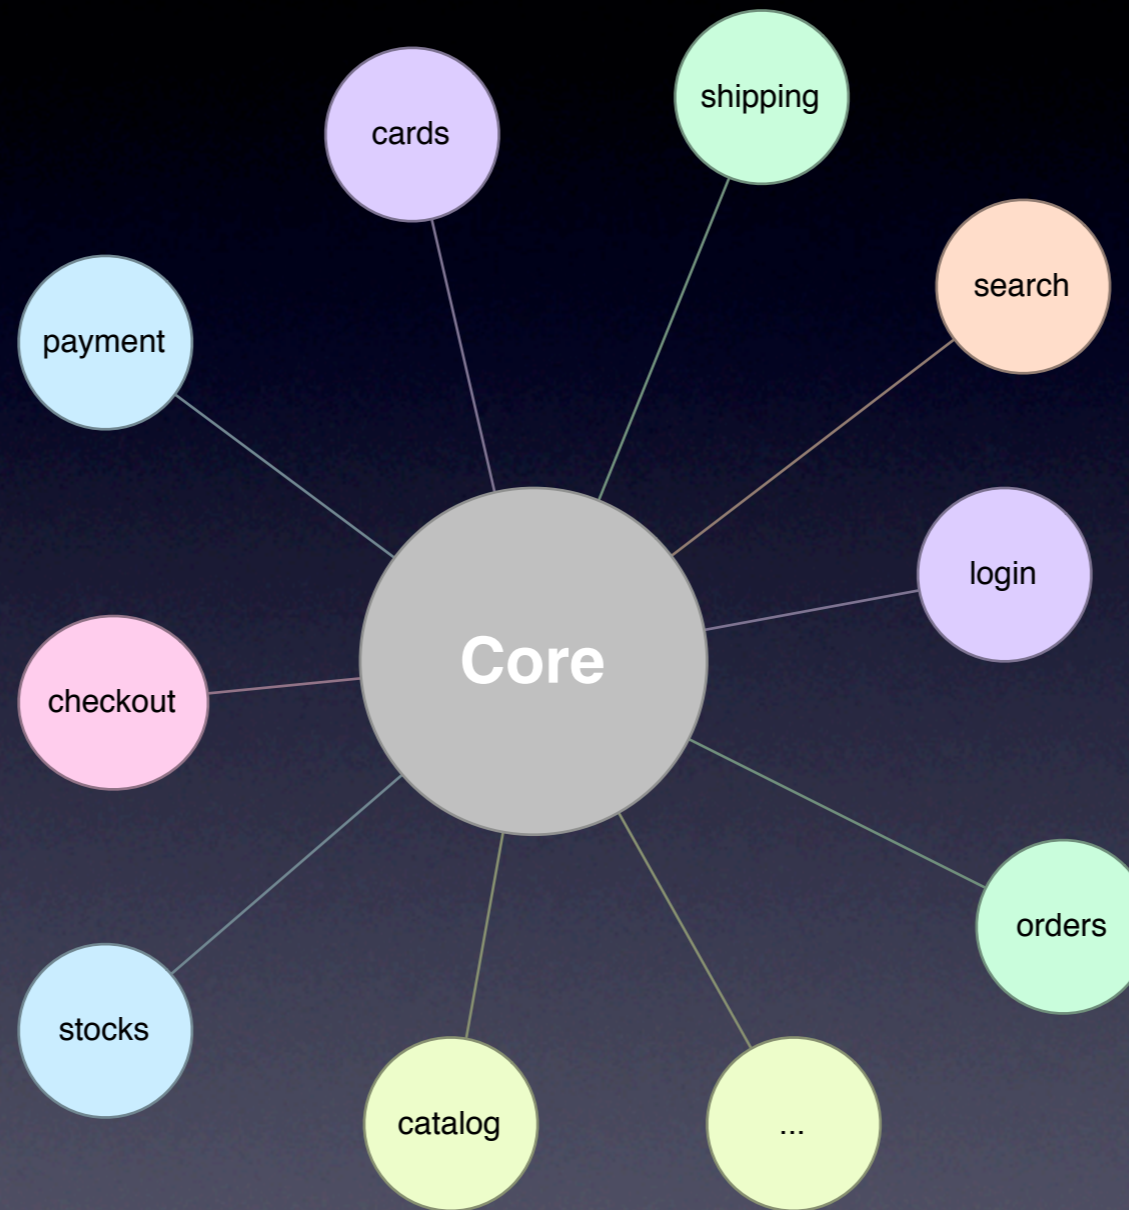 shipping
cards
search
payment
login
Core
checkout
orders
stocks
catalog
...